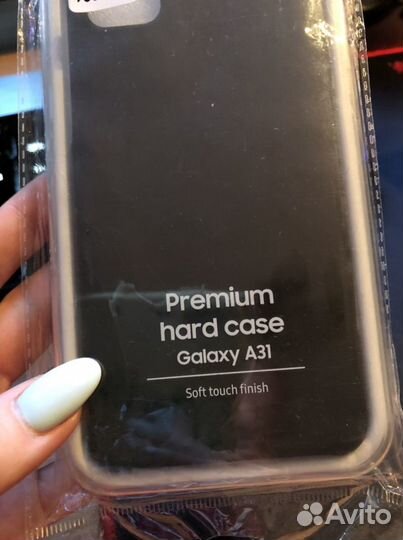 Premium
hard case
Galaxy A31
Soft touch finish
Avito